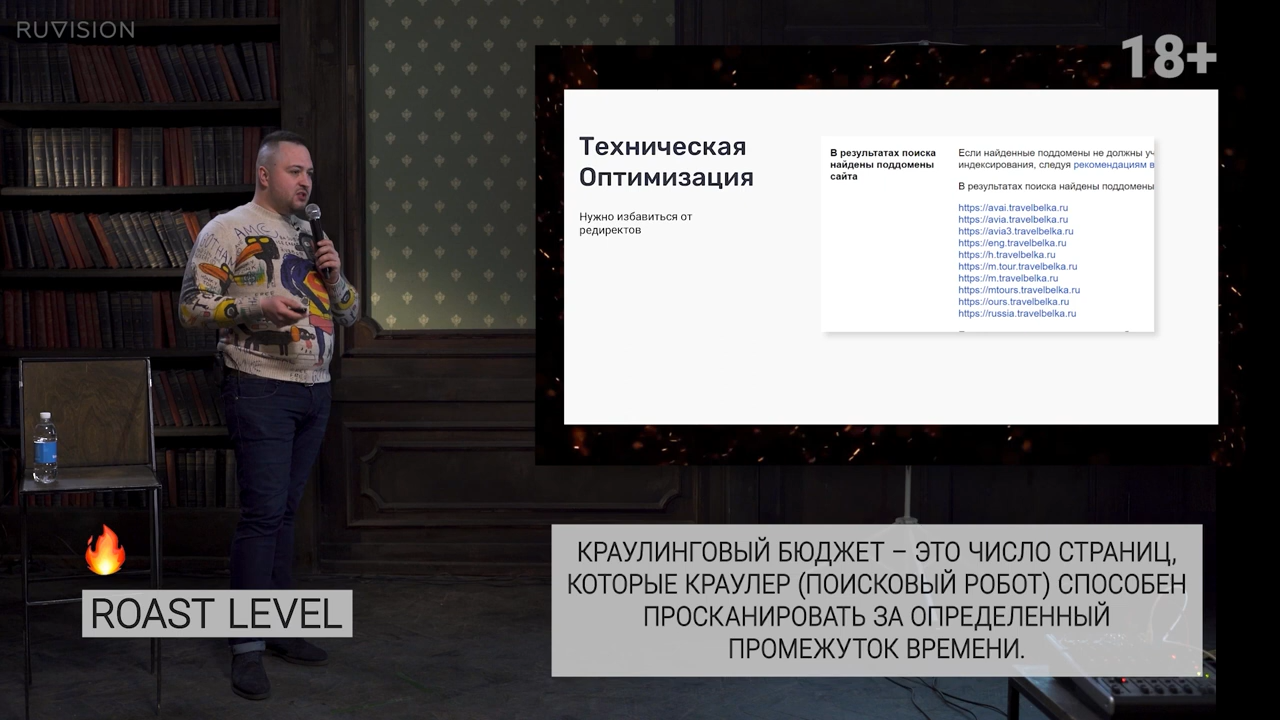 RUVISION
18+
Техническая
Оптимизация
Нужно избавиться от
редиректов
В результатах поиска
найдены поддомены
сайта
Если найденные поддомены не должны
индексирования, следуя рекомендациям в
В результатах поиска найдены поддомены
https://avai.travelbelka.ru
https://avia.travelbelka.ru
https://avia3.travelbelka.ru
https://eng.travelbelka.ru
https://h.travelbelka.ru
https://m.tour.travelbelka.ru
https://m.travelbelka.ru
https://mtours.travelbelka.ru
https://ours.travelbelka.ru
https://russia.travelbelka.ru
ROAST LEVEL
КРАУЛИНГОВЫЙ БЮДЖЕТ – ЭТО ЧИСЛО СТРАНИЦ,
КОТОРЫЕ КРАУЛЕР (ПОИСКОВЫЙ РОБОТ) СПОСОБЕН
ПРОСКАНИРОВАТЬ ЗА ОПРЕДЕЛЕННЫЙ
ПРОМЕЖУТОК ВРЕМЕНИ.